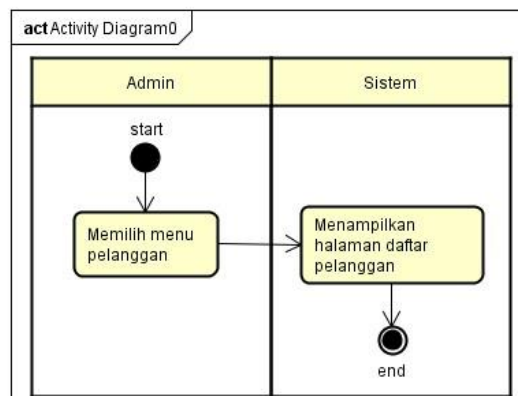 act Activity Diagram0
Admin
Sistem
start
Memilih menu
pelanggan
Menampilkan
halaman daftar
pelanggan
end